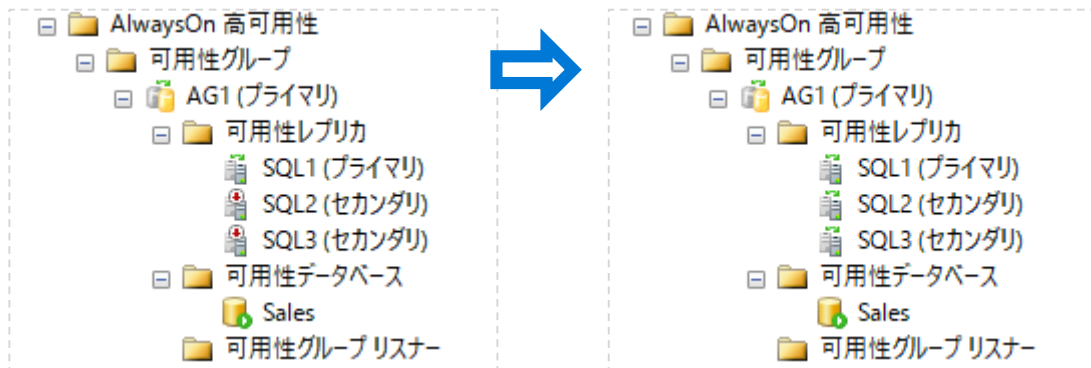 AlwaysOn 高可用性
可用性グループ
AG1 (プライマリ)
可用性レプリカ
SQL1 (プライマリ)
SQL2 (セカンダリ)
SQL3 (セカンダリ)
可用性データベース
Sales
可用性グループ リスナー
AlwaysOn 高可用性
可用性グループ
AG1 (プライマリ)
可用性レプリカ
SQL1 (プライマリ)
SQL2 (セカンダリ)
SQL3 (セカンダリ)
可用性データベース
Sales
可用性グループ リスナー